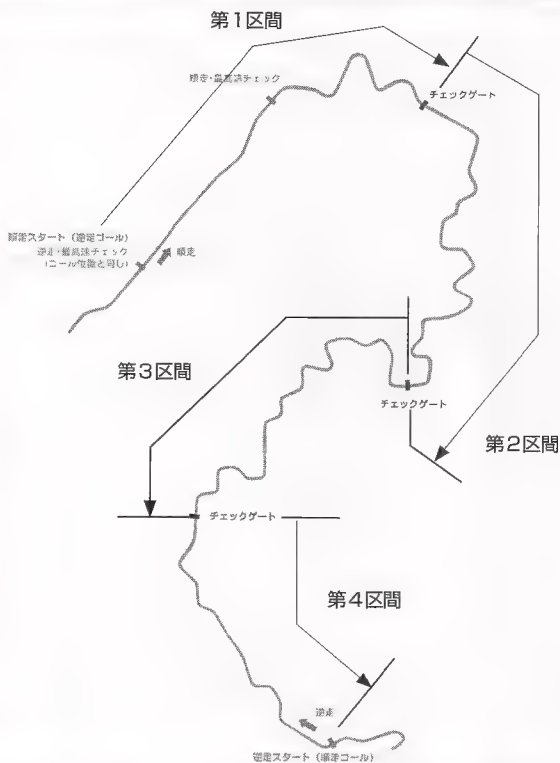 第1区間
順走・最高速チェック
チェックゲート
順走スタート（逆走ゴール）
逆走・最高速チェック
（ゴール位置と同じ）
順走
第3区間
チェックゲート
第2区間
チェックゲート
第4区間
逆走
逆走スタート（順走ゴール）